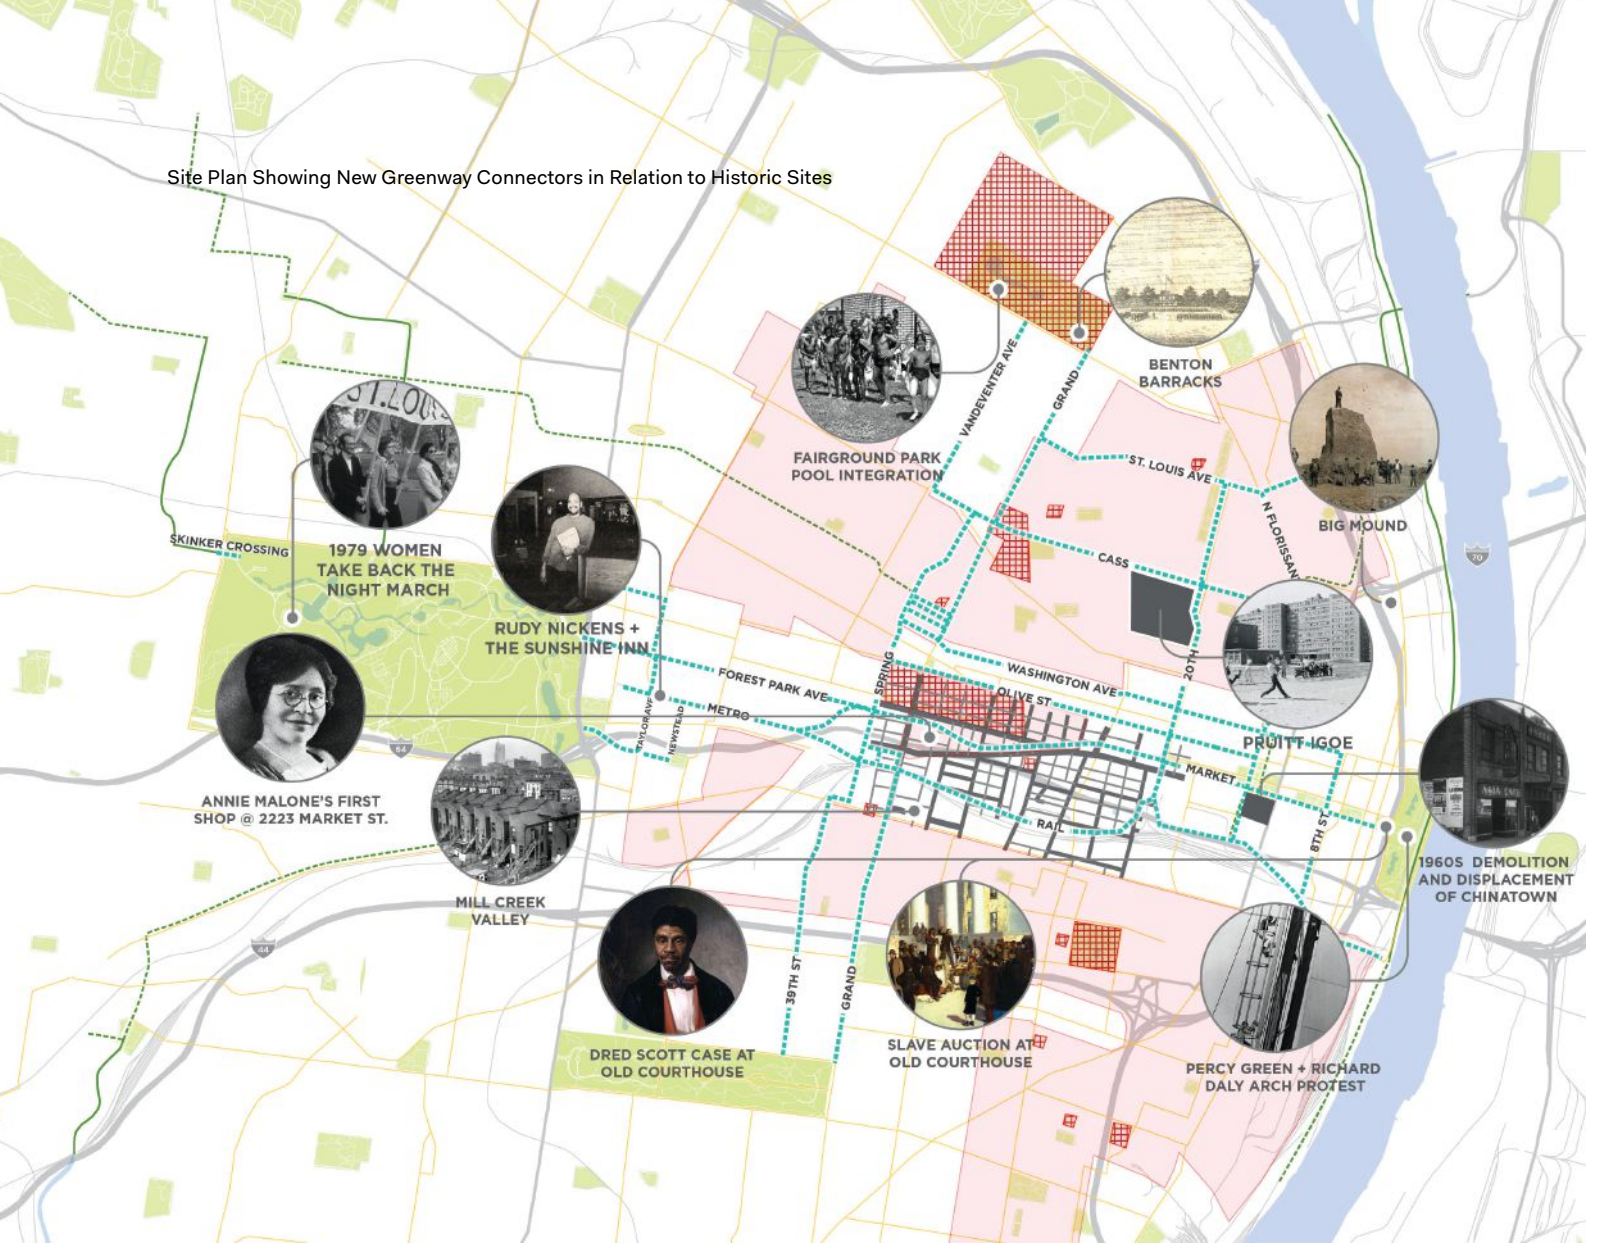 Site Plan Showing New Greenway Connectors in Relation to Historic Sites
BENTON
BARRACKS
VANDEVENTER AVE
GRAND
ST. LOU
FAIRGROUND PARK
POOL INTEGRATION
ST. LOUIS AVE
N FLORISSANT
BIG MOUND
SKINKER CROSSING
1979 WOMEN
TAKE BACK THE
NIGHT MARCH
CASS
70
RUDY NICKENS +
THE SUNSHINE INN
SPRING
20TH
WASHINGTON AVE
OLIVE ST
FOREST PARK AVE
METRO
TAYLOR AVE
NEWSTEAD
64
PRUITT-IGOE
MARKET
ANNIE MALONE'S FIRST
SHOP @ 2223 MARKET ST.
RAIL
8TH ST
1960S DEMOLITION
AND DISPLACEMENT
OF CHINATOWN
MILL CREEK
VALLEY
44
39TH ST
GRAND
DRED SCOTT CASE AT
OLD COURTHOUSE
SLAVE AUCTION AT
OLD COURTHOUSE
PERCY GREEN + RICHARD
DALY ARCH PROTEST